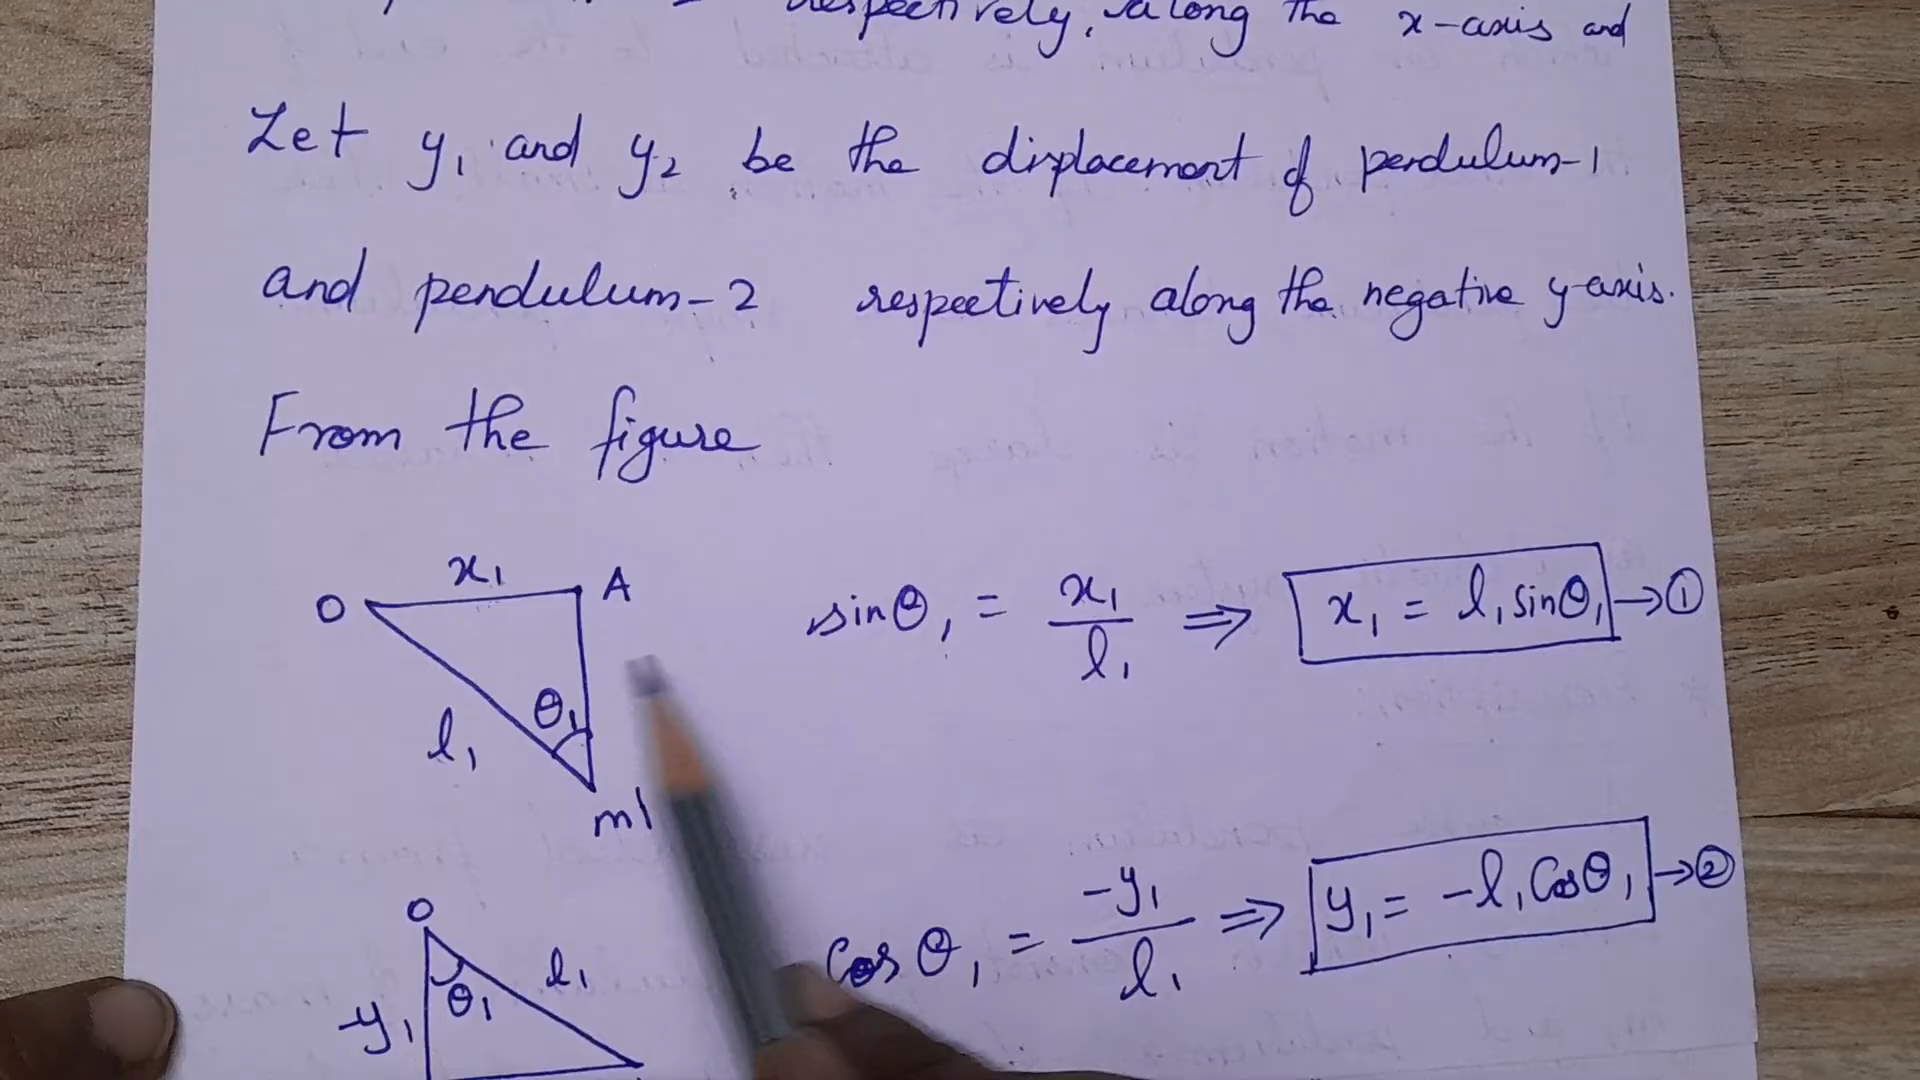 respectively, along the x-axis and
Let y₁ and y₂ be the displacement of pendulum-1
and pendulum-2 respectively along the negative y-axis.
From the figure
x₁
O A
θ₁
l₁
m1
sinθ₁ = x₁/l₁ ⇒ x₁ = l₁ sinθ₁ → ①
cosθ₁ = -y₁/l₁ ⇒ y₁ = -l₁ Cosθ₁ → ②
O
l₁
θ₁
-y₁